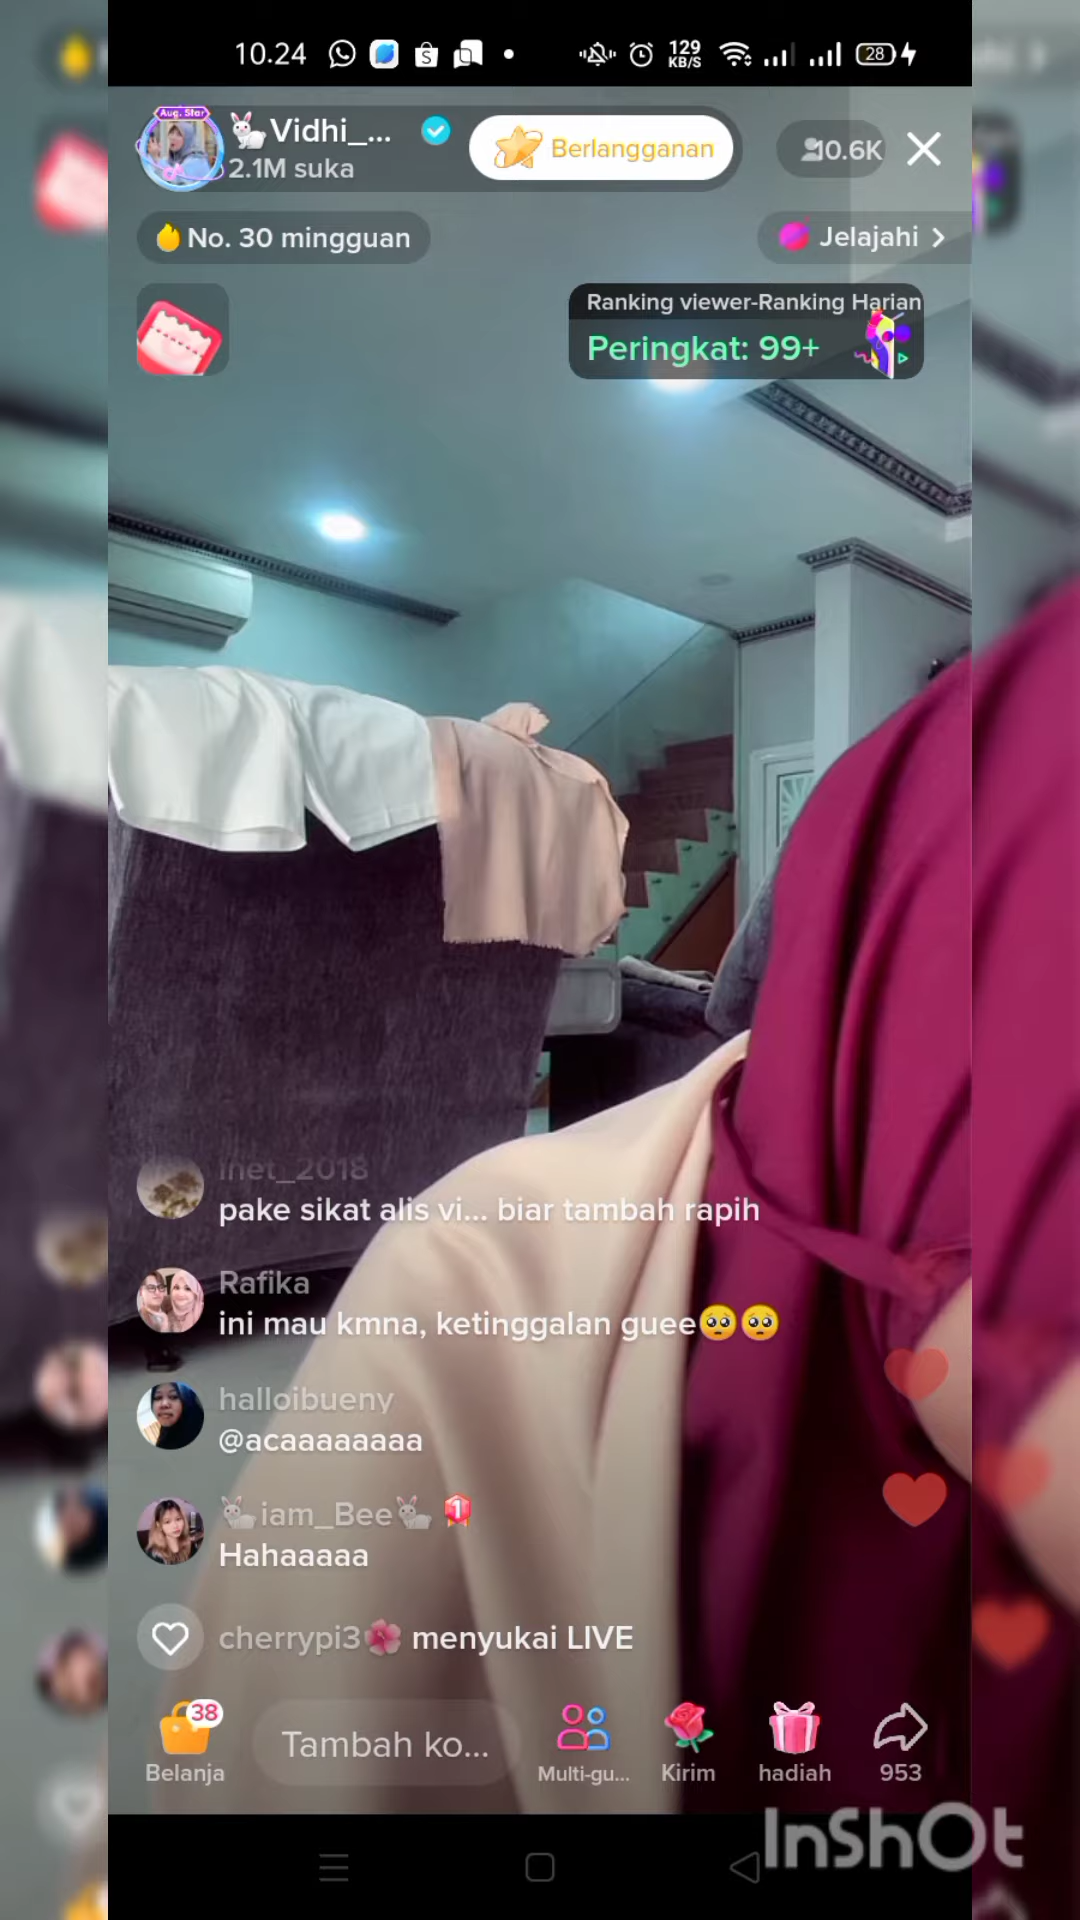 10.24
129
KB/S
28
Aug. Star
Vidhi_...
2.1M suka
Berlangganan
10.6K
No. 30 mingguan
Jelajahi >
Ranking viewer-Ranking Harian
Peringkat: 99+
inet_2018
pake sikat alis vi... biar tambah rapih
Rafika
ini mau kmna, ketinggalan guee🥺🥺
halloibueny
@acaaaaaaaa
🐇iam_Bee🐇 1
Hahaaaaa
cherrypi3🌺 menyukai LIVE
38
Belanja
Tambah ko...
Multi-gu...
Kirim
hadiah
953
InShOt